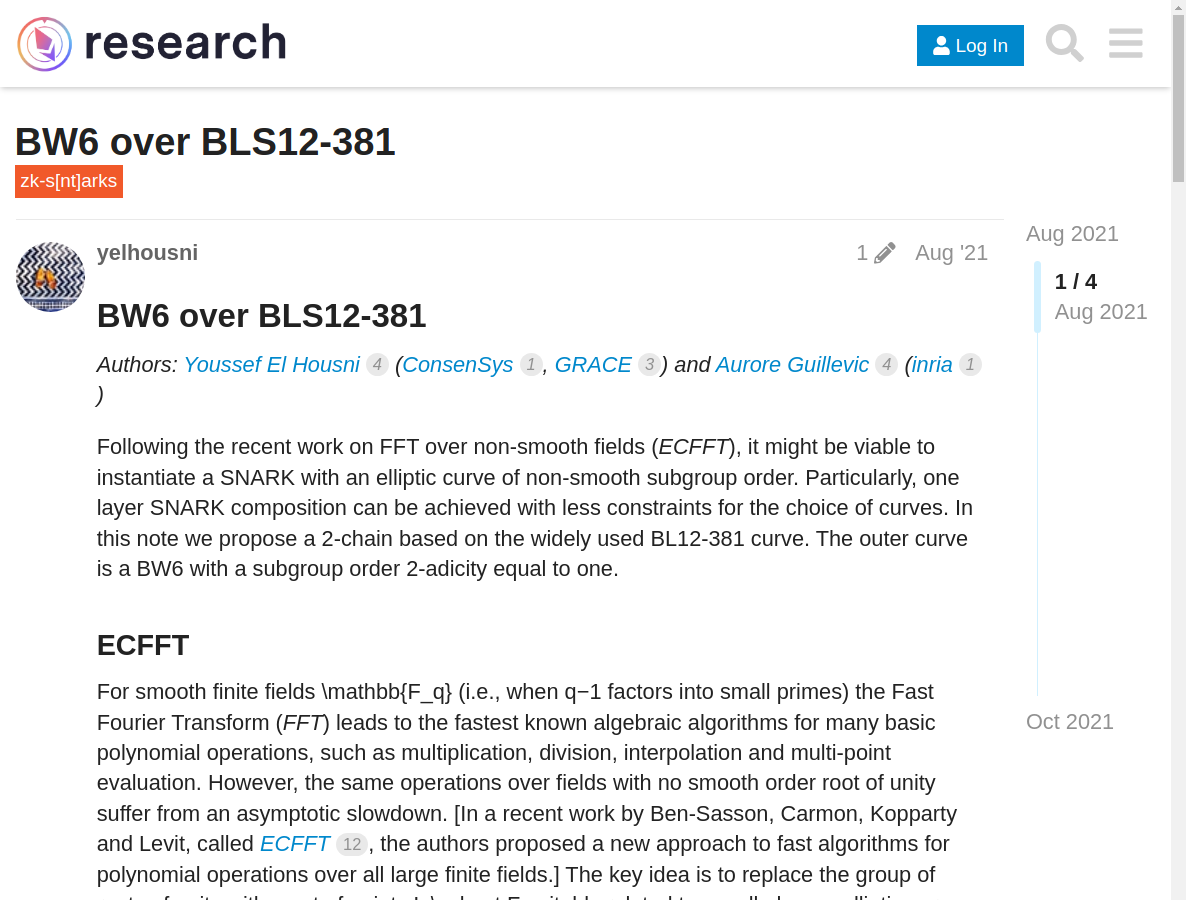 research
Log In
BW6 over BLS12-381
zk-s[nt]arks
Aug 2021
yelhousni
1
Aug '21
1 / 4
Aug 2021
BW6 over BLS12-381
Authors: Youssef El Housni 4 (ConsenSys 1, GRACE 3) and Aurore Guillevic 4 (inria 1
)
Following the recent work on FFT over non-smooth fields (ECFFT), it might be viable to
instantiate a SNARK with an elliptic curve of non-smooth subgroup order. Particularly, one
layer SNARK composition can be achieved with less constraints for the choice of curves. In
this note we propose a 2-chain based on the widely used BL12-381 curve. The outer curve
is a BW6 with a subgroup order 2-adicity equal to one.
ECFFT
For smooth finite fields \mathbb{F_q} (i.e., when q−1 factors into small primes) the Fast
Fourier Transform (FFT) leads to the fastest known algebraic algorithms for many basic
Oct 2021
polynomial operations, such as multiplication, division, interpolation and multi-point
evaluation. However, the same operations over fields with no smooth order root of unity
suffer from an asymptotic slowdown. [In a recent work by Ben-Sasson, Carmon, Kopparty
and Levit, called ECFFT 12, the authors proposed a new approach to fast algorithms for
polynomial operations over all large finite fields.] The key idea is to replace the group of